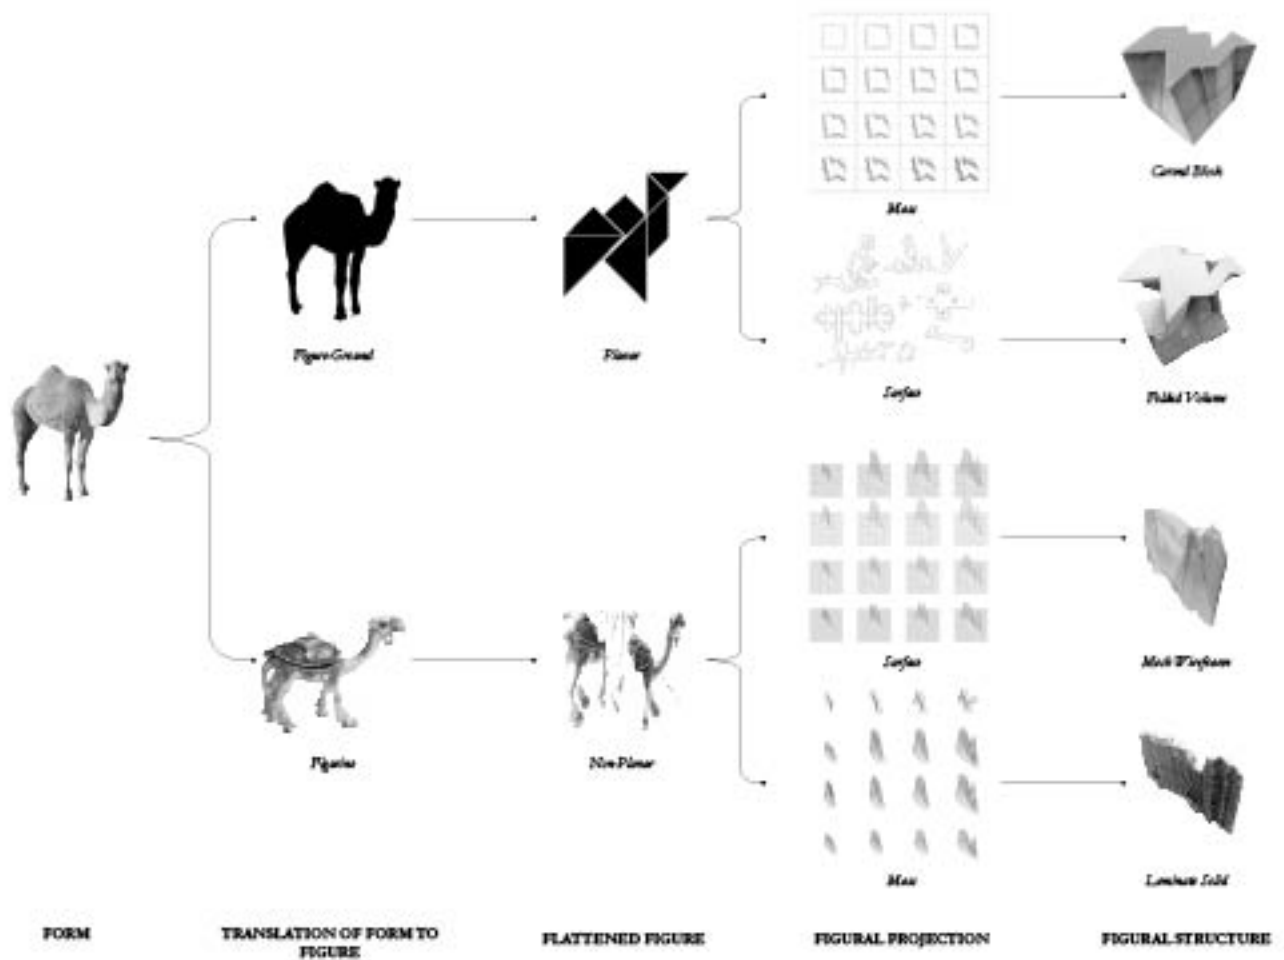 Carved Block
Mass
Figure-Ground
Planar
Surface
Folded Volume
Surface
Mesh Wireframe
Figurine
Non-Planar
Mass
Laminate Solid
FORM
TRANSLATION OF FORM TO
FIGURE
FLATTENED FIGURE
FIGURAL PROJECTION
FIGURAL STRUCTURE